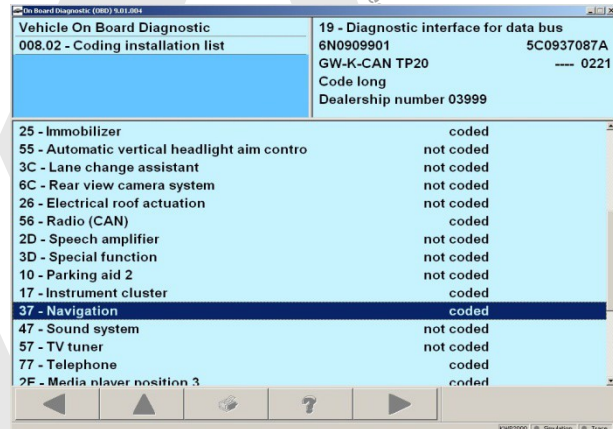 On Board Diagnostic (OBD) 9.01.004
Vehicle On Board Diagnostic
008.02 - Coding installation list
19 - Diagnostic interface for data bus
6N0909901 5C0937087A
GW-K-CAN TP20 ---- 0221
Code long
Dealership number 03999
25 - Immobilizer coded
55 - Automatic vertical headlight aim contro not coded
3C - Lane change assistant not coded
6C - Rear view camera system not coded
26 - Electrical roof actuation not coded
56 - Radio (CAN) coded
2D - Speech amplifier not coded
3D - Special function not coded
10 - Parking aid 2 not coded
17 - Instrument cluster coded
37 - Navigation coded
47 - Sound system not coded
57 - TV tuner not coded
77 - Telephone coded
2E - Media player position 3 coded
KWP2000 Simulation Trace